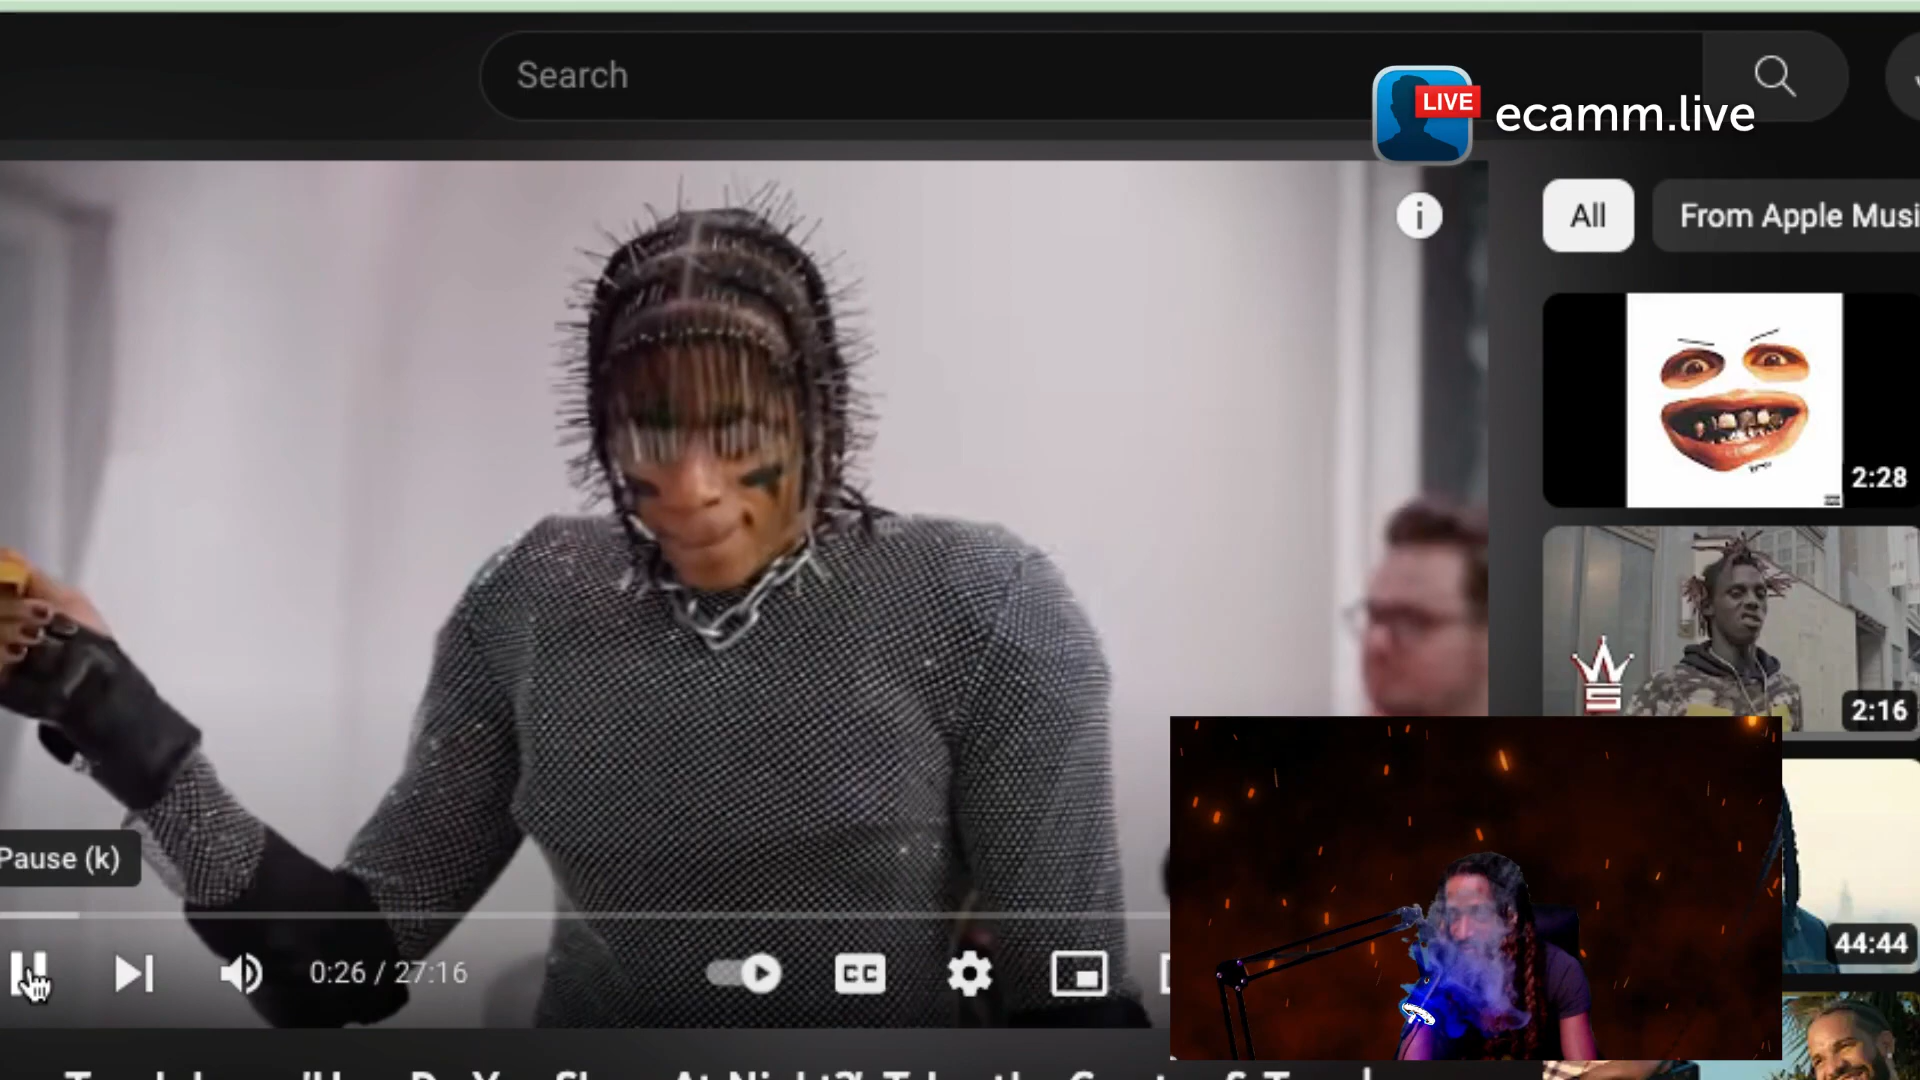 Search
LIVE
ecamm.live
i
All
From Apple Musi
2:28
2:16
Pause (k)
44:44
0:26 / 27:16
CC